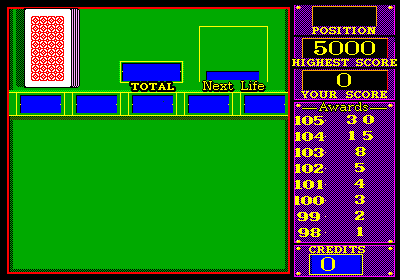 POSITION
5000
HIGHEST SCORE
0
YOUR SCORE
TOTAL
Next Life
Awards
105 30
104 15
103 8
102 5
101 4
100 3
99 2
98 1
CREDITS
0